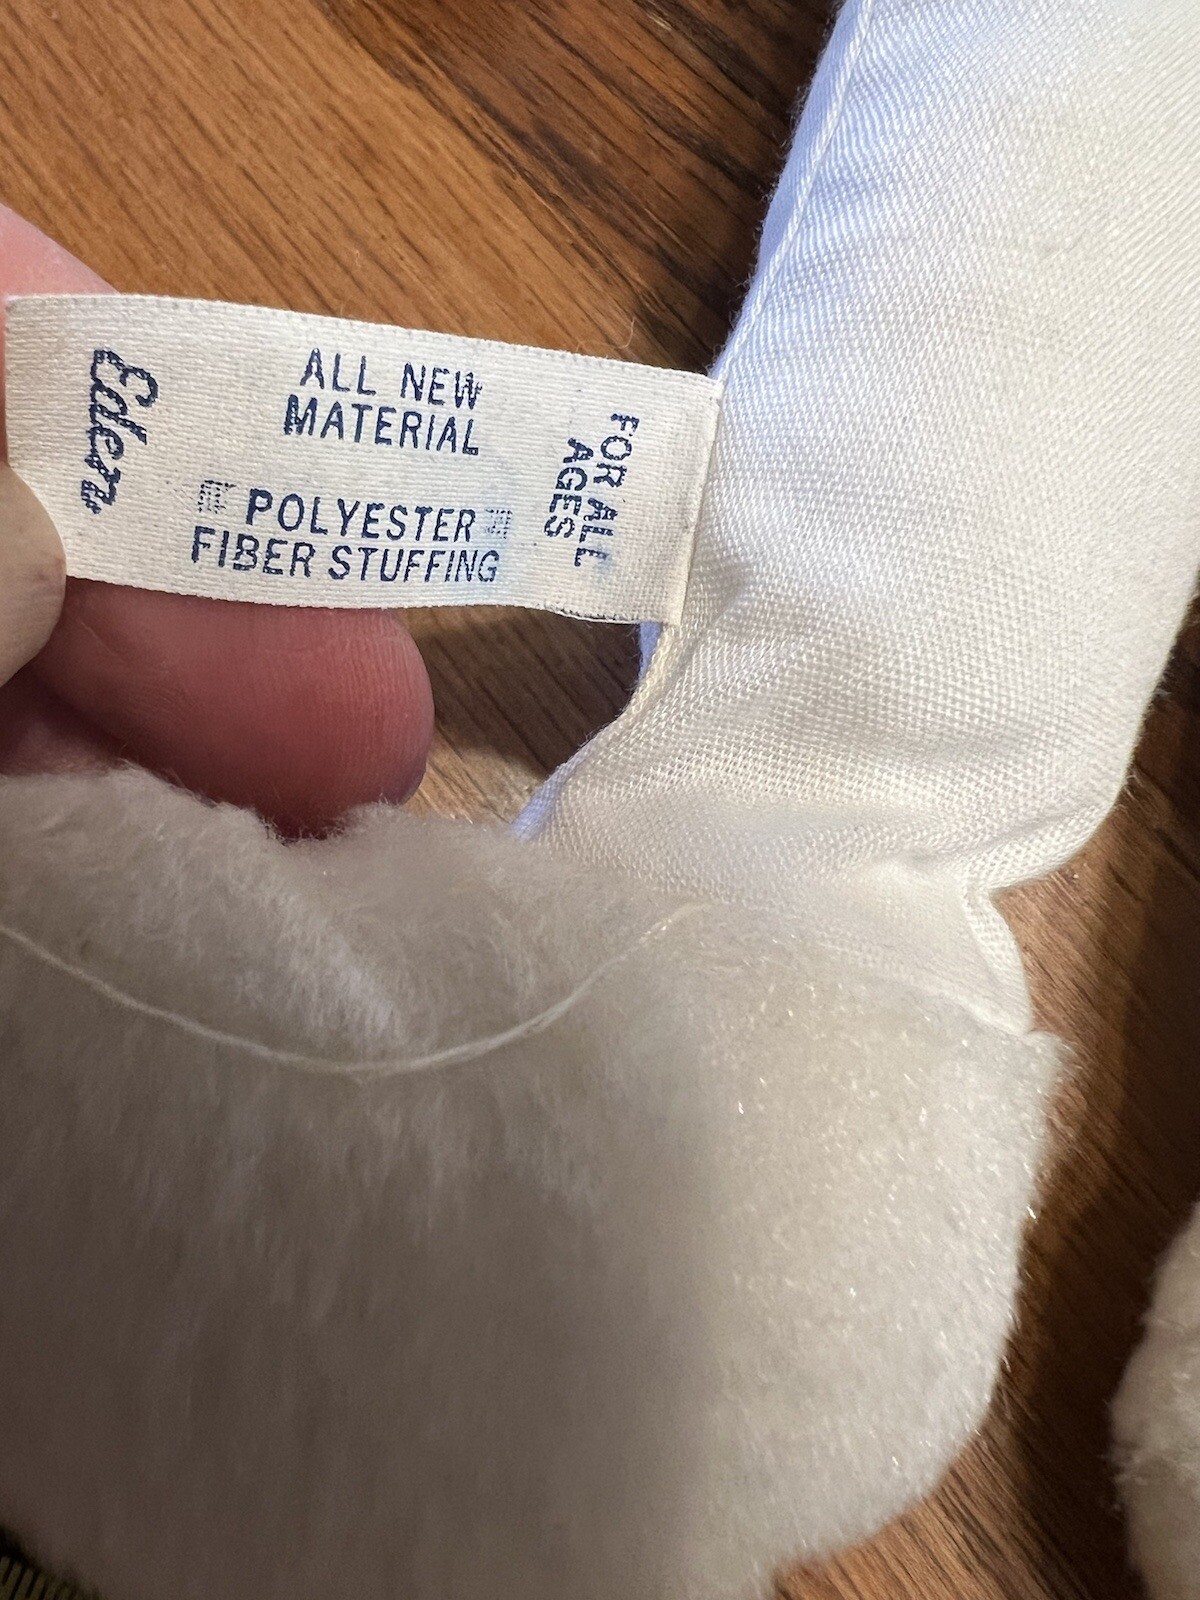 Eden
ALL NEW
MATERIAL
POLYESTER
FIBER STUFFING
FOR ALL
AGES